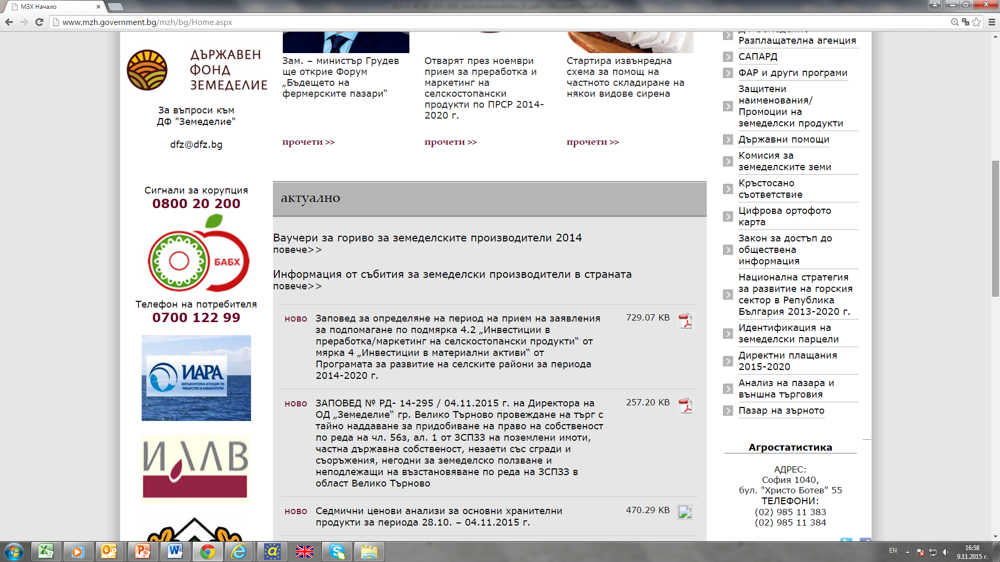 МЗХ Начало
www.mzh.government.bg/mzh/bg/Home.aspx
ДЪРЖАВЕН
ФОНД
ЗЕМЕДЕЛИЕ
За въпроси към
ДФ "Земеделие"
dfz@dfz.bg
Сигнали за корупция
0800 20 200
БАБХ
Телефон на потребителя
0700 122 99
ИАРА
ИЗПЪЛНИТЕЛНА АГЕНЦИЯ ПО
РИБАРСТВО И АКВАКУЛТУРИ
ИАЛВ
Зам. – министър Грудев
ще открие Форум
„Бъдещето на
фермерските пазари“
прочети >>
Отварят през ноември
прием за преработка и
маркетинг на
селскостопански
продукти по ПРСР 2014-
2020 г.
прочети >>
Стартира извънредна
схема за помощ на
частното складиране на
някои видове сирена
прочети >>
актуално
Ваучери за гориво за земеделските производители 2014
повече>>
Информация от събития за земеделски производители в страната
повече>>
ново Заповед за определяне на период на прием на заявления 729.07 KB
за подпомагане по подмярка 4.2 „Инвестиции в
преработка/маркетинг на селскостопански продукти“ от
мярка 4 „Инвестиции в материални активи“ от
Програмата за развитие на селските райони за периода
2014-2020 г.
ново ЗАПОВЕД № РД- 14-295 / 04.11.2015 г. на Директора на 257.20 KB
ОД „Земеделие“ гр. Велико Търново провеждане на търг с
тайно наддаване за придобиване на право на собственост
по реда на чл. 56з, ал. 1 от ЗСПЗЗ на поземлени имоти,
частна държавна собственост, незаети със сгради и
съоръжения, негодни за земеделско ползване и
неподлежащи на възстановяване по реда на ЗСПЗЗ в
област Велико Търново
ново Седмични ценови анализи за основни хранителни 470.29 KB
продукти за периода 28.10. – 04.11.2015 г.
ДФ Земеделие
Разплащателна агенция
САПАРД
ФАР и други програми
Защитени
наименования/
Промоции на
земеделски продукти
Държавни помощи
Комисия за
земеделските земи
Кръстосано
съответствие
Цифрова ортофото
карта
Закон за достъп до
обществена
информация
Национална стратегия
за развитие на горския
сектор в Република
България 2013-2020 г.
Идентификация на
земеделски парцели
Директни плащания
2015-2020
Анализ на пазара и
външна търговия
Пазар на зърното
Агростатистика
АДРЕС:
София 1040,
бул. "Христо Ботев" 55
ТЕЛЕФОНИ:
(02) 985 11 383
(02) 985 11 384
EN
16:58
9.11.2015 г.